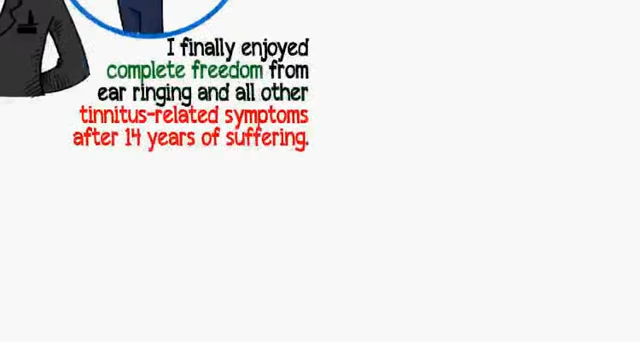 I finally enjoyed
complete freedom from
ear ringing and all other
tinnitus-related symptoms
after 14 years of suffering.